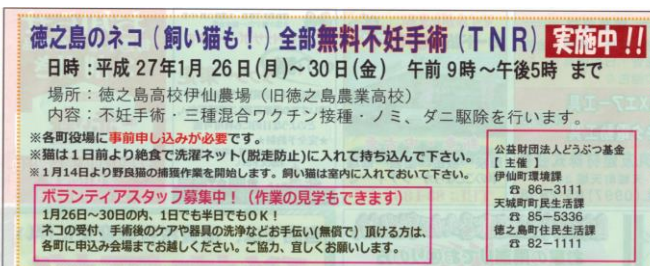 徳之島のネコ(飼い猫も!)全部無料不妊手術(TNR) 実施中!!
日時:平成27年1月26日(月)~30日(金) 午前9時~午後5時 まで
場所:徳之島高校伊仙農場(旧徳之島農業高校)
内容:不妊手術・三種混合ワクチン接種・ノミ、ダニ駆除を行います。
※各町役場に事前申し込みが必要です。
※猫は1日前より絶食で洗濯ネット(脱走防止)に入れて持ち込んで下さい。
※1月14日より野良猫の捕獲作業を開始します。飼い猫は室内に入れておいて下さい。
ボランティアスタッフ募集中!(作業の見学もできます)
1月26日~30日の内、1日でも半日でもOK!
ネコの受付、手術後のケアや器具の洗浄などお手伝い(無償で)頂ける方は、
各町に申込み会場までお越しください。ご協力、宜しくお願いします。
公益財団法人どうぶつ基金
【主催】
伊仙町環境課
☎ 86-3111
天城町町民生活課
☎ 85-5336
徳之島町住民生活課
☎ 82-1111